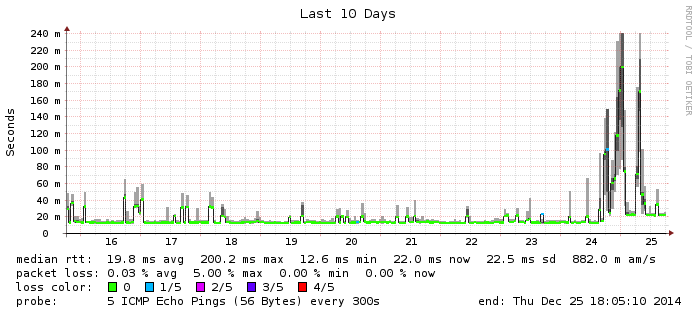 Last 10 Days
RRDTOOL / TOBI OETIKER
Seconds
240 m
220 m
200 m
180 m
160 m
140 m
120 m
100 m
80 m
60 m
40 m
20 m
0
16 17 18 19 20 21 22 23 24 25
median rtt: 19.8 ms avg 200.2 ms max 12.6 ms min 22.0 ms now 22.5 ms sd 882.0 m am/s
packet loss: 0.03 % avg 5.00 % max 0.00 % min 0.00 % now
loss color: 0 1/5 2/5 3/5 4/5
probe: 5 ICMP Echo Pings (56 Bytes) every 300s end: Thu Dec 25 18:05:10 2014